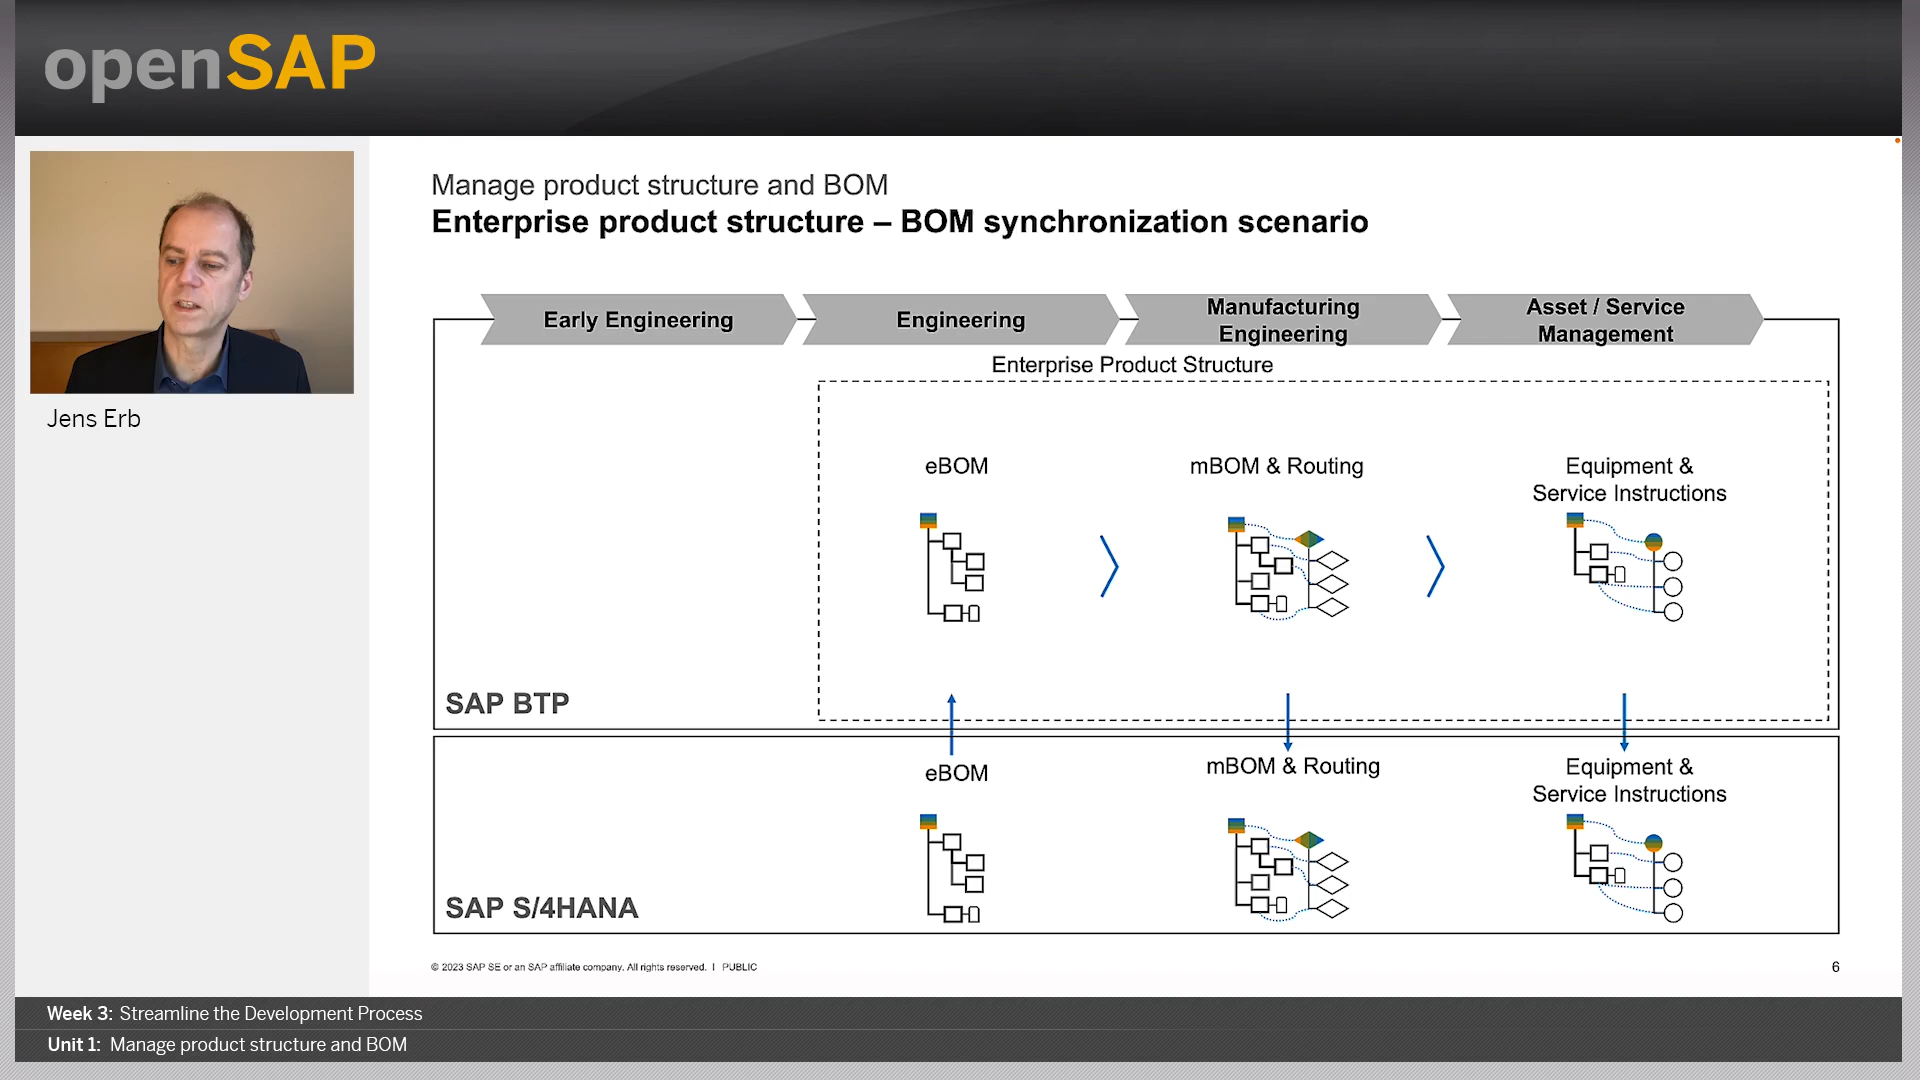 openSAP
Jens Erb
Manage product structure and BOM
Enterprise product structure – BOM synchronization scenario
Early Engineering
Engineering
Manufacturing
Engineering
Asset / Service
Management
Enterprise Product Structure
eBOM
mBOM & Routing
Equipment &
Service Instructions
SAP BTP
eBOM
mBOM & Routing
Equipment &
Service Instructions
SAP S/4HANA
© 2023 SAP SE or an SAP affiliate company. All rights reserved. I PUBLIC
6
Week 3: Streamline the Development Process
Unit 1: Manage product structure and BOM